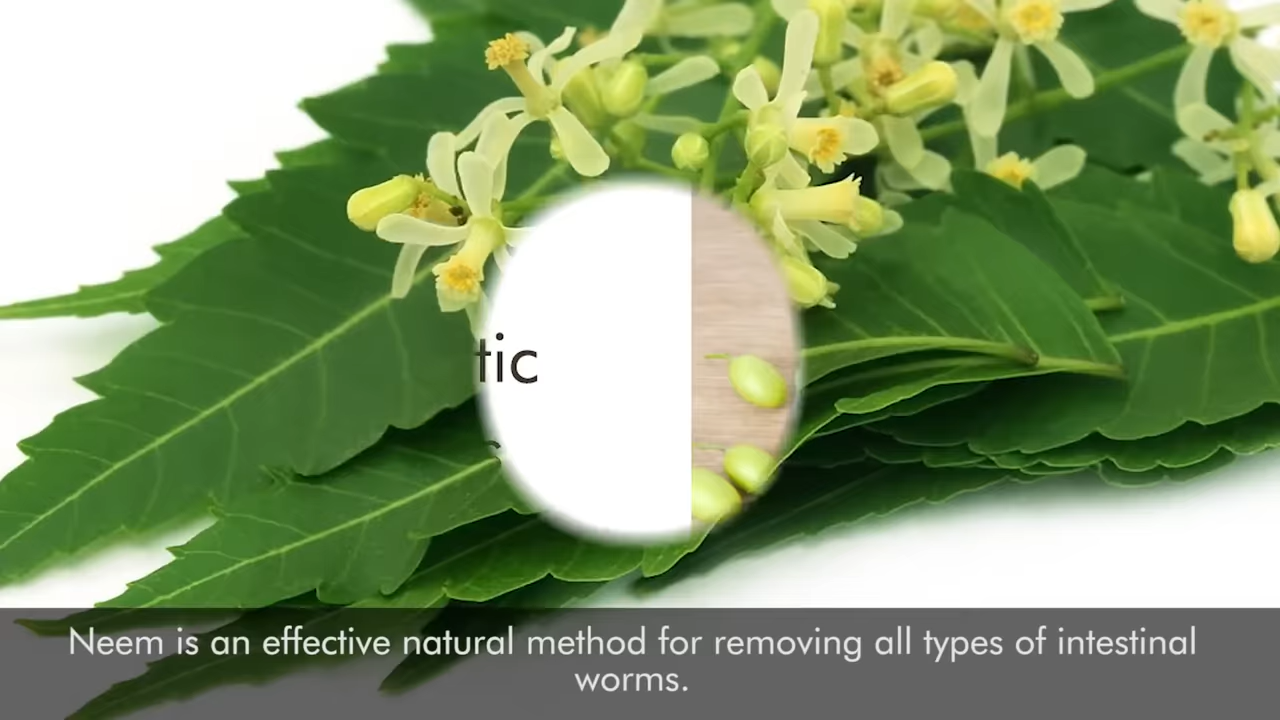 tic
Neem is an effective natural method for removing all types of intestinal
worms.